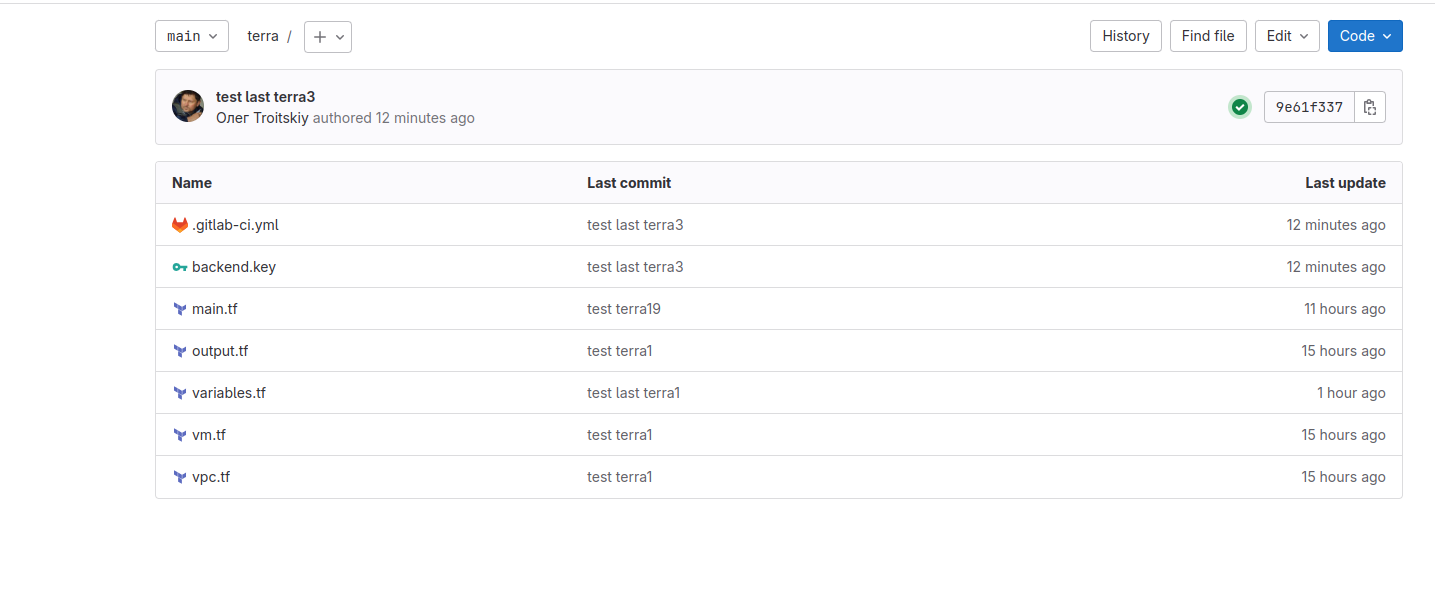 main terra / + History Find file Edit Code
test last terra3
Олег Troitskiy authored 12 minutes ago
9e61f337
Name Last commit Last update
.gitlab-ci.yml test last terra3 12 minutes ago
backend.key test last terra3 12 minutes ago
main.tf test terra19 11 hours ago
output.tf test terra1 15 hours ago
variables.tf test last terra1 1 hour ago
vm.tf test terra1 15 hours ago
vpc.tf test terra1 15 hours ago